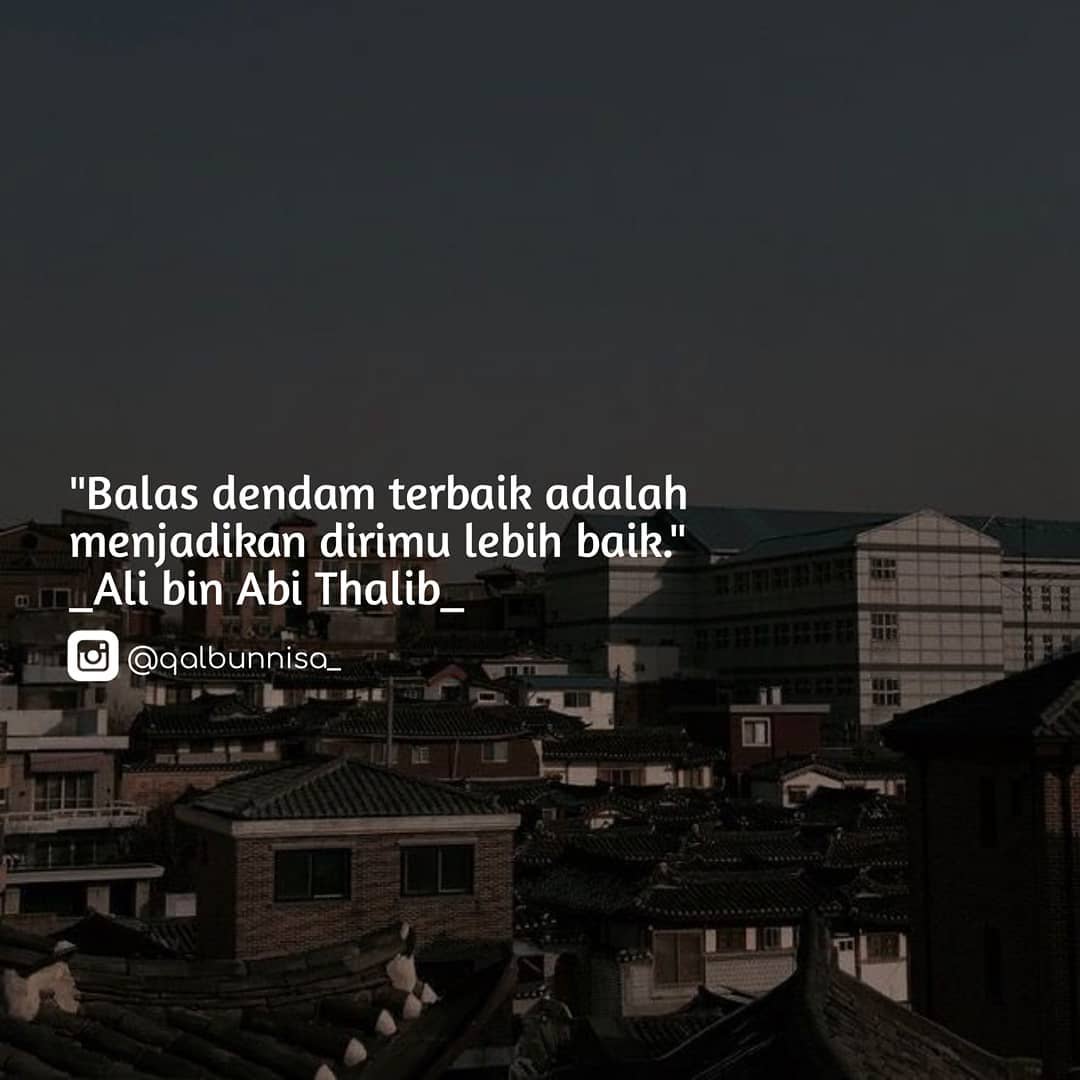 "Balas dendam terbaik adalah
menjadikan dirimu lebih baik."
_Ali bin Abi Thalib_
@qalbunnisa_